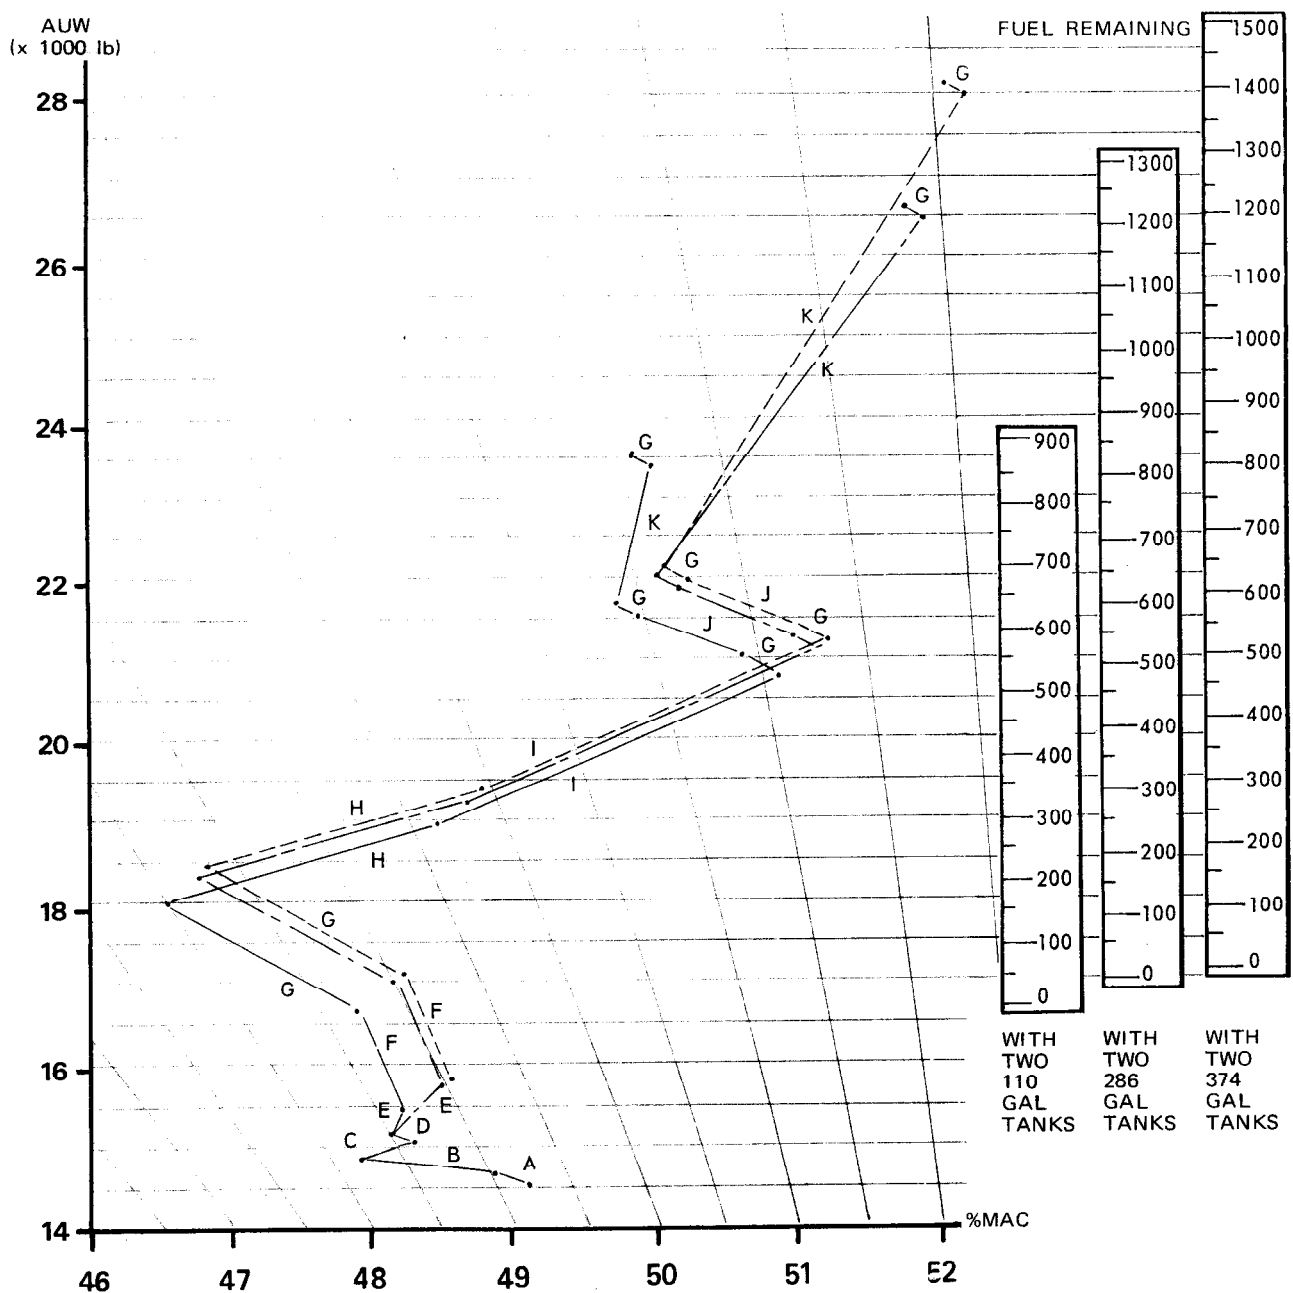 AUW
(x 1000 lb)
FUEL REMAINING
28
26
24
22
20
18
16
14
46
47
48
49
50
51
52
%MAC
G
G
K
K
G
K
G
J
G
G
J
G
I
I
H
H
G
G
F
F
E
E
D
C
B
A
900
800
700
600
500
400
300
200
100
0
1300
1200
1100
1000
900
800
700
600
500
400
300
200
100
0
1500
1400
1300
1200
1100
1000
900
800
700
600
500
400
300
200
100
0
WITH
TWO
110
GAL
TANKS
WITH
TWO
286
GAL
TANKS
WITH
TWO
374
GAL
TANKS